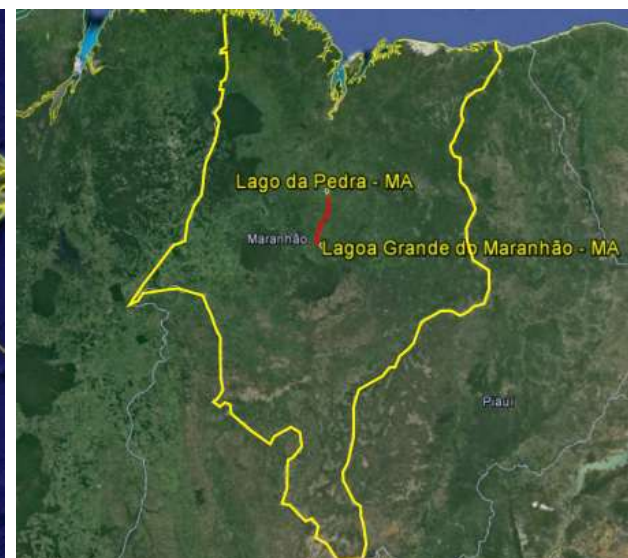 Lago da Pedra - MA
Maranhão
Lagoa Grande do Maranhão - MA
Piauí